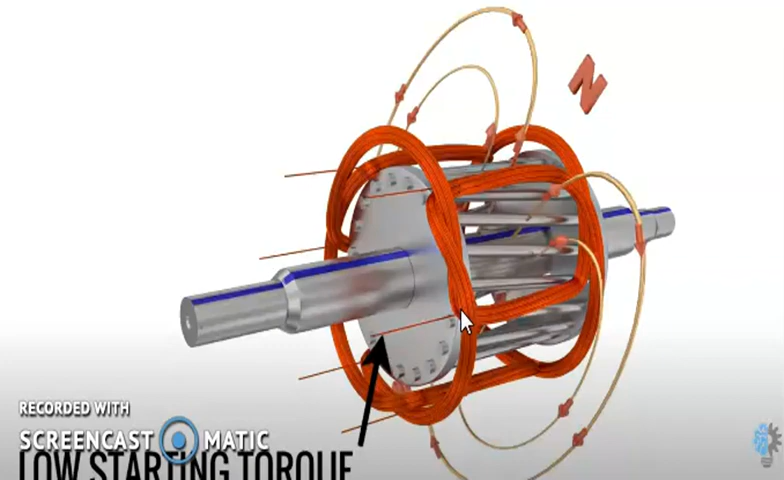 N
RECORDED WITH
SCREENCAST MATIC
LOW STARTING TORQUE